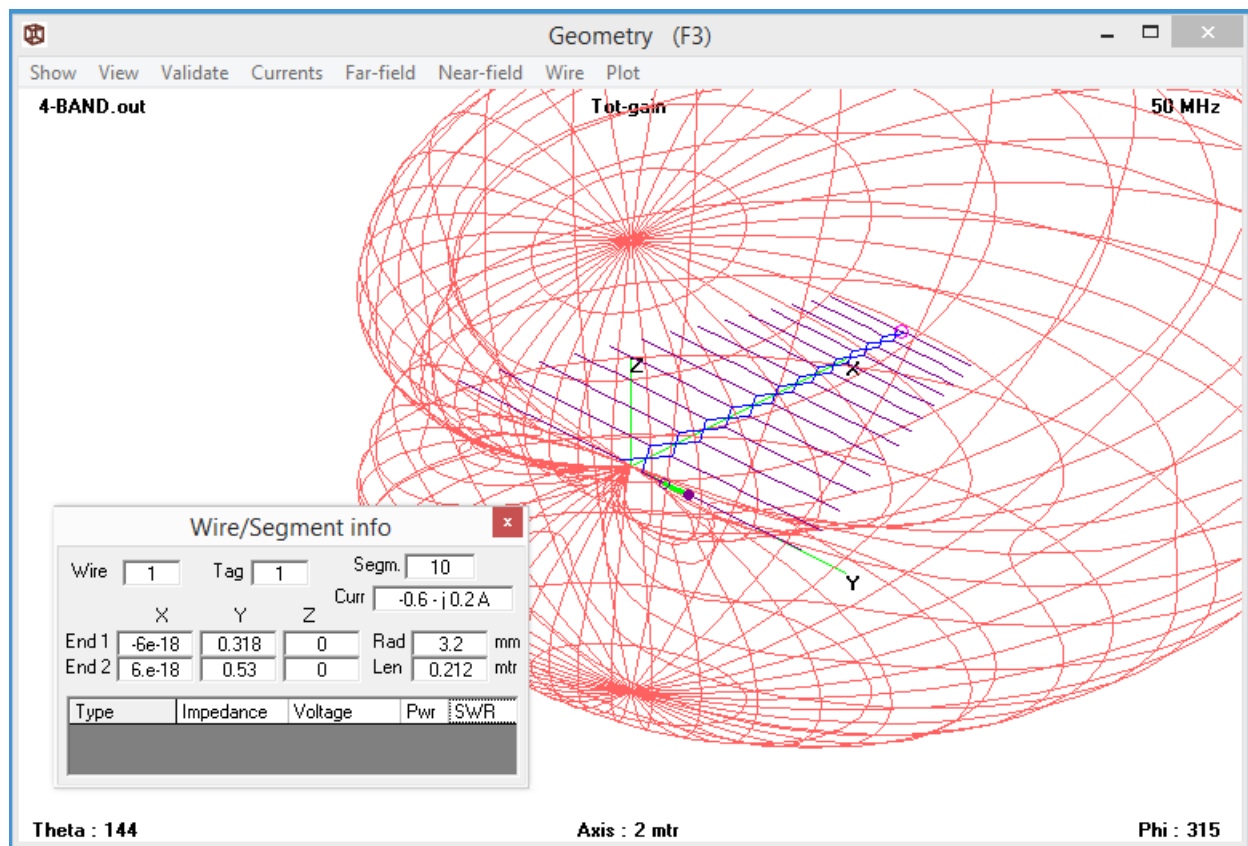 Geometry (F3)
Show View Validate Currents Far-field Near-field Wire Plot
4-BAND.out Tot-gain 50 MHz
Z
X
Y
Wire/Segment info x
Wire 1 Tag 1 Segm. 10
Curr -0.6 - j 0.2 A
X Y Z
End 1 -6e-18 0.318 0 Rad 3.2 mm
End 2 6.e-18 0.53 0 Len 0.212 mtr
Type Impedance Voltage Pwr SWR
Theta : 144 Axis : 2 mtr Phi : 315